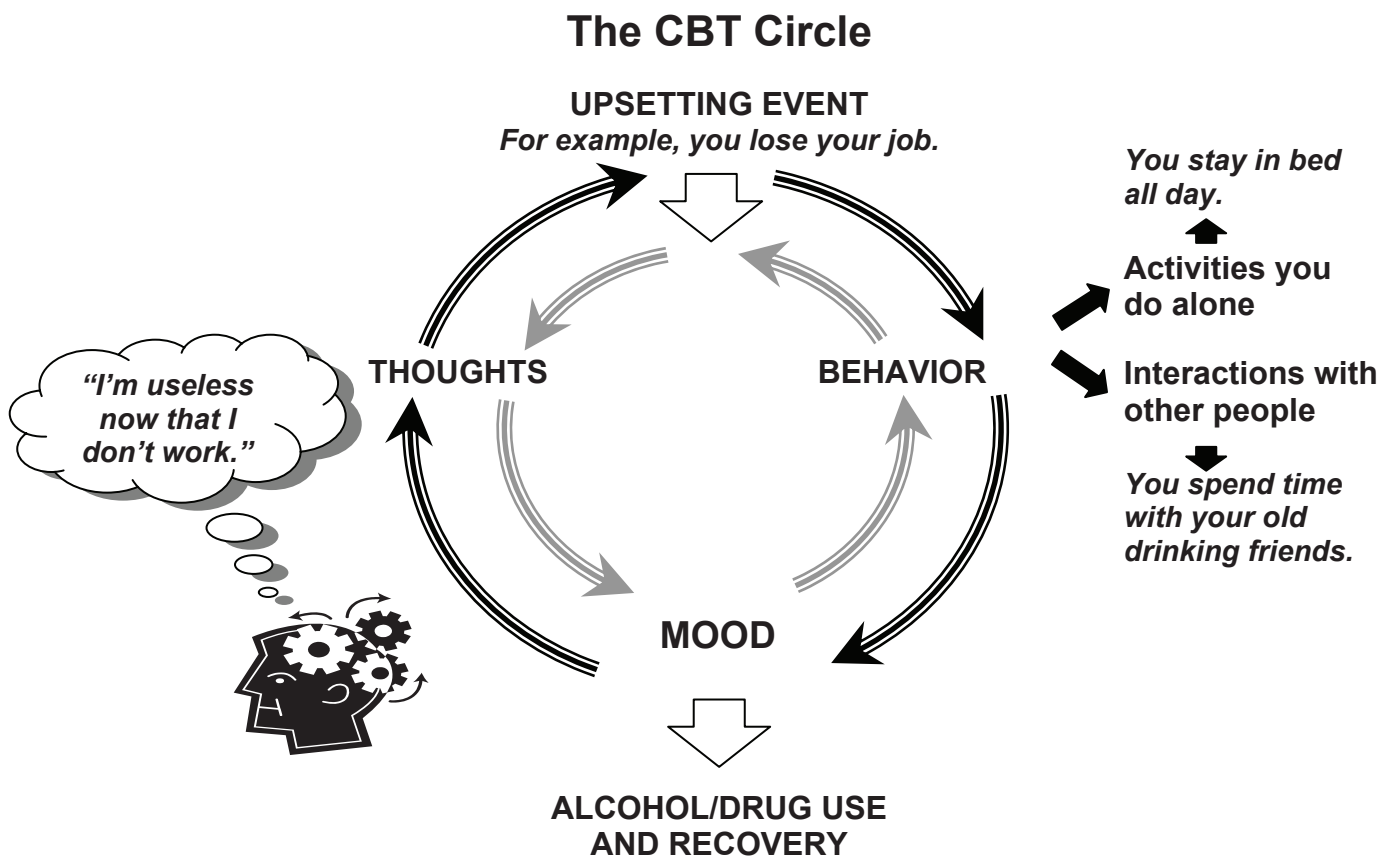 The CBT Circle
UPSETTING EVENT
For example, you lose your job.
You stay in bed
all day.
Activities you
do alone
THOUGHTS
BEHAVIOR
Interactions with
other people
“I’m useless
now that I
don’t work.”
You spend time
with your old
drinking friends.
MOOD
ALCOHOL/DRUG USE
AND RECOVERY